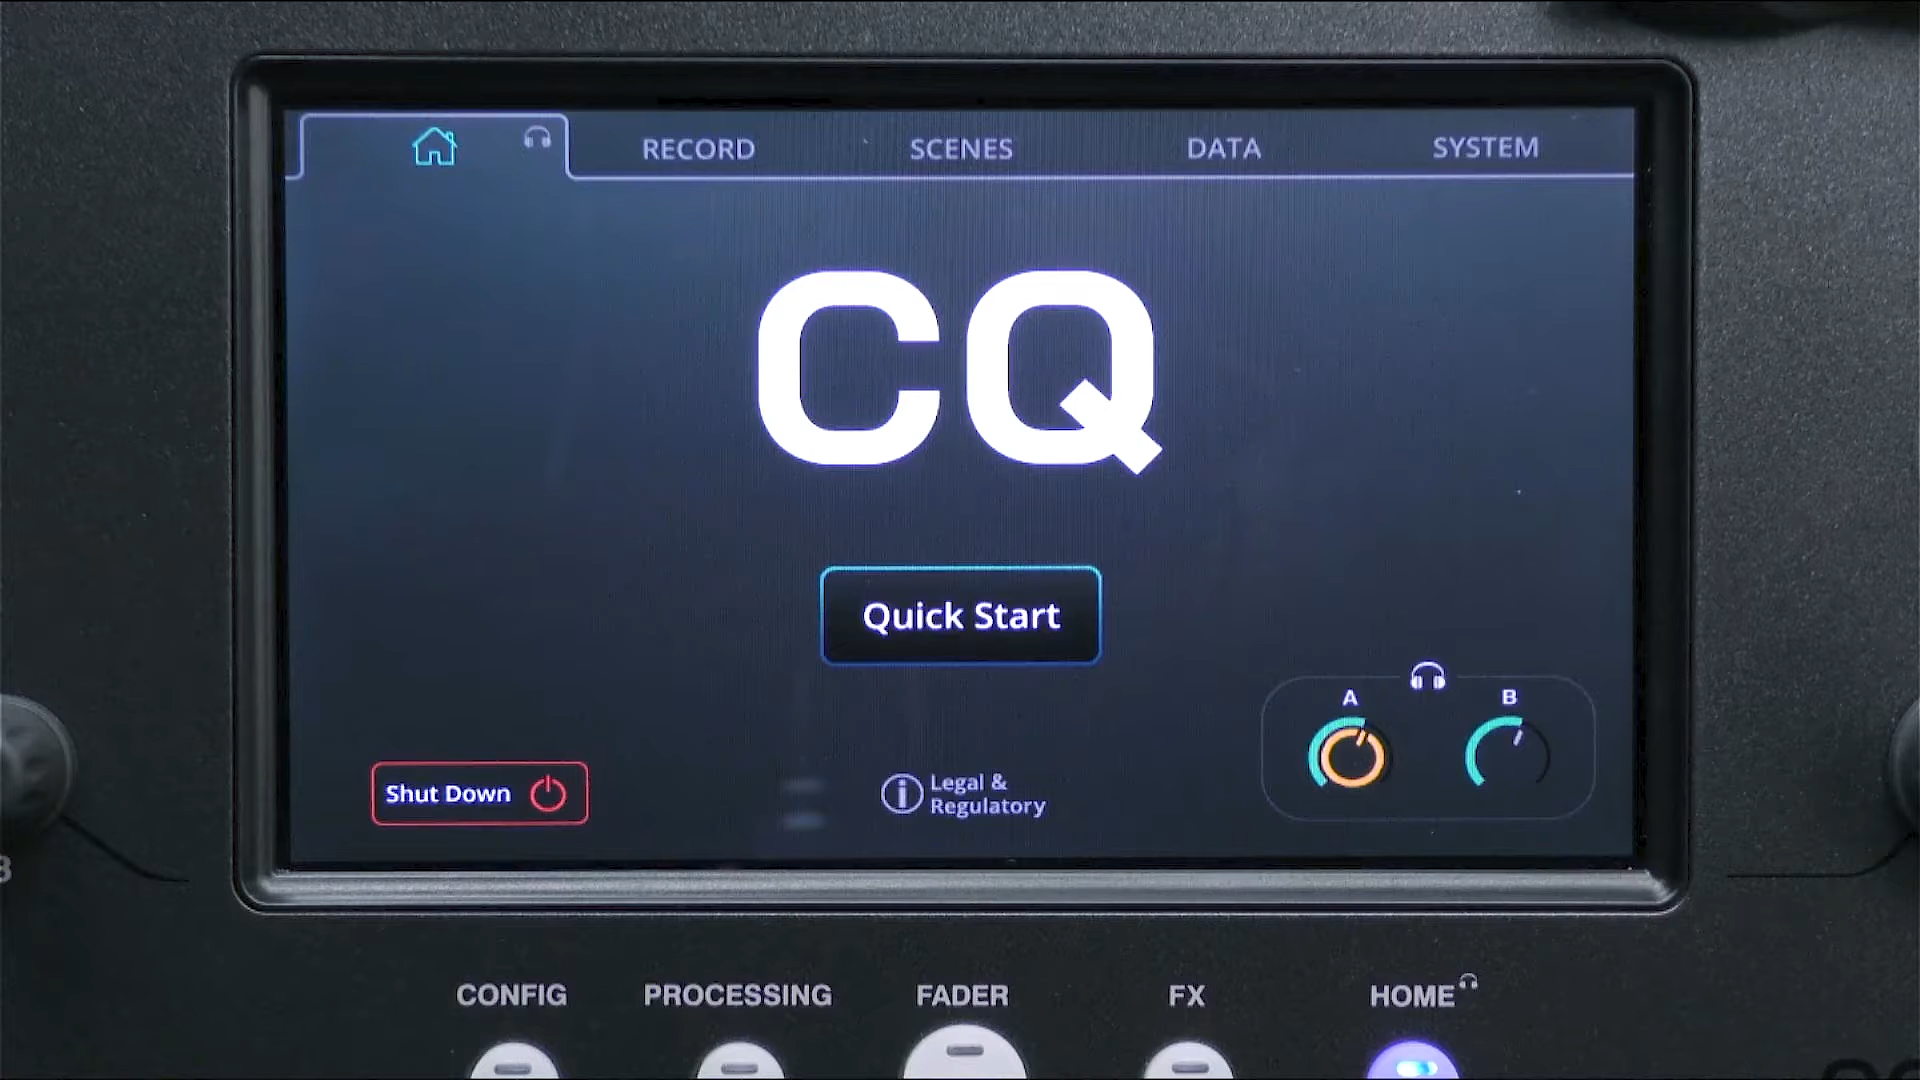 RECORD SCENES DATA SYSTEM
CQ
Quick Start
A B
Shut Down
Legal &
Regulatory
CONFIG PROCESSING FADER FX HOME